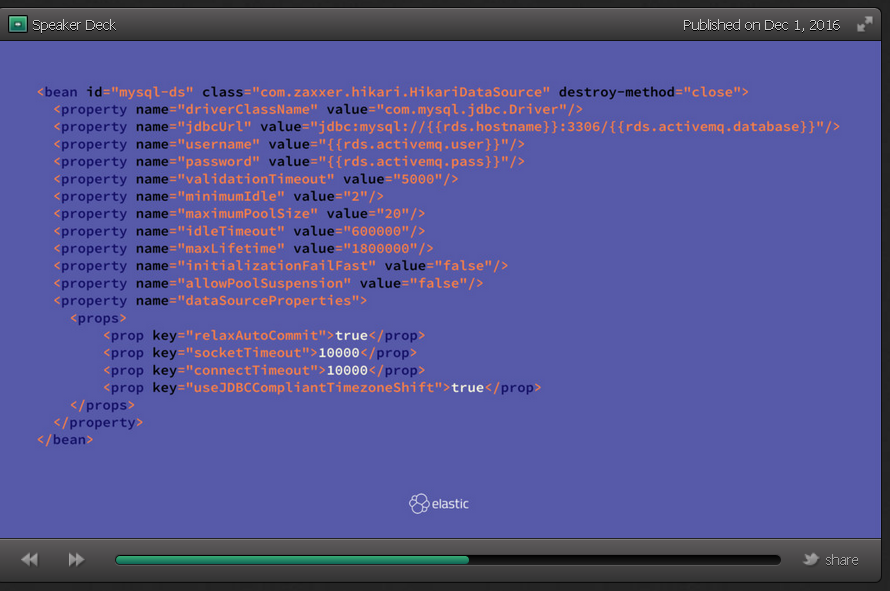 Speaker Deck
Published on Dec 1, 2016
<bean id="mysql-ds" class="com.zaxxer.hikari.HikariDataSource" destroy-method="close">
<property name="driverClassName" value="com.mysql.jdbc.Driver"/>
<property name="jdbcUrl" value="jdbc:mysql://{{rds.hostname}}:3306/{{rds.activemq.database}}"/>
<property name="username" value="{{rds.activemq.user}}"/>
<property name="password" value="{{rds.activemq.pass}}"/>
<property name="validationTimeout" value="5000"/>
<property name="minimumIdle" value="2"/>
<property name="maximumPoolSize" value="20"/>
<property name="idleTimeout" value="600000"/>
<property name="maxLifetime" value="1800000"/>
<property name="initializationFailFast" value="false"/>
<property name="allowPoolSuspension" value="false"/>
<property name="dataSourceProperties">
<props>
<prop key="relaxAutoCommit">true</prop>
<prop key="socketTimeout">10000</prop>
<prop key="connectTimeout">10000</prop>
<prop key="useJDBCCompliantTimezoneShift">true</prop>
</props>
</property>
</bean>
elastic
share